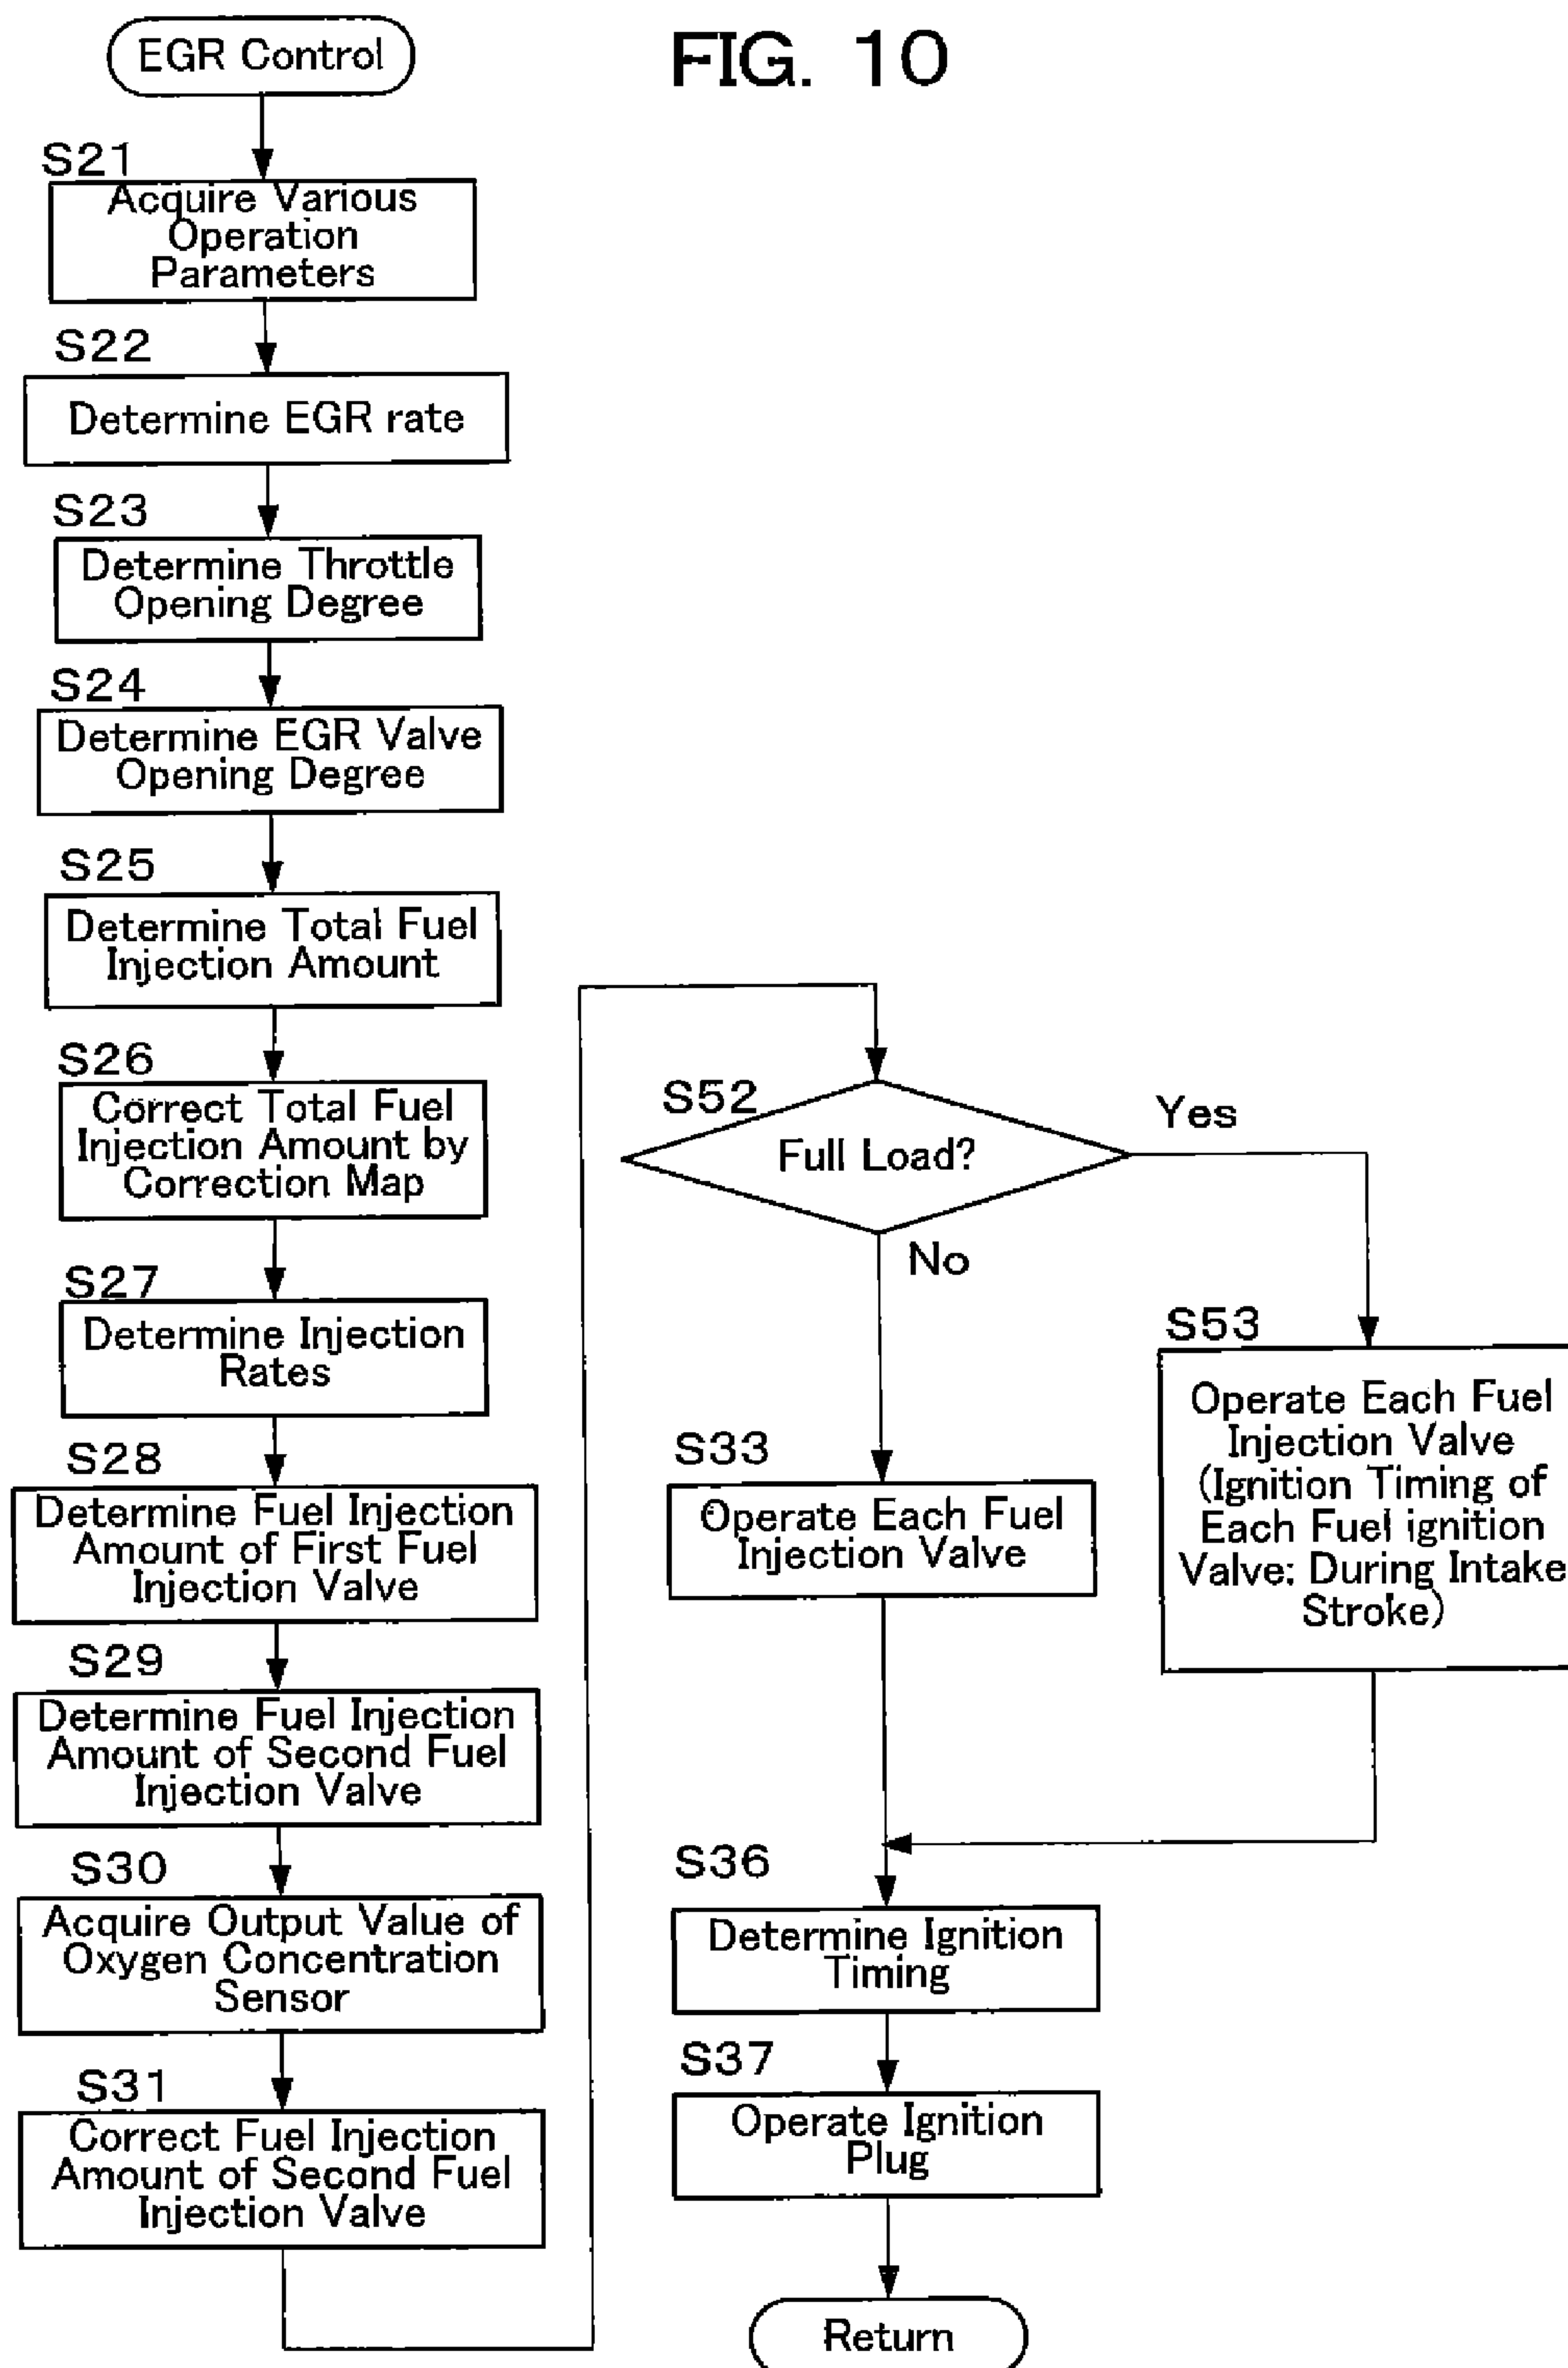 FIG. 10
EGR Control
S21
Acquire Various
Operation
Parameters
S22
Determine EGR rate
S23
Determine Throttle
Opening Degree
S24
Determine EGR Valve
Opening Degree
S25
Determine Total Fuel
Injection Amount
S26
Correct Total Fuel
Injection Amount by
Correction Map
S27
Determine Injection
Rates
S28
Determine Fuel Injection
Amount of First Fuel
Injection Valve
S29
Determine Fuel Injection
Amount of Second Fuel
Injection Valve
S30
Acquire Output Value of
Oxygen Concentration
Sensor
S31
Correct Fuel Injection
Amount of Second Fuel
Injection Valve
S52
Full Load?
Yes
No
S33
Operate Each Fuel
Injection Valve
S53
Operate Each Fuel
Injection Valve
(Ignition Timing of
Each Fuel ignition
Valve: During Intake
Stroke)
S36
Determine Ignition
Timing
S37
Operate Ignition
Plug
Return